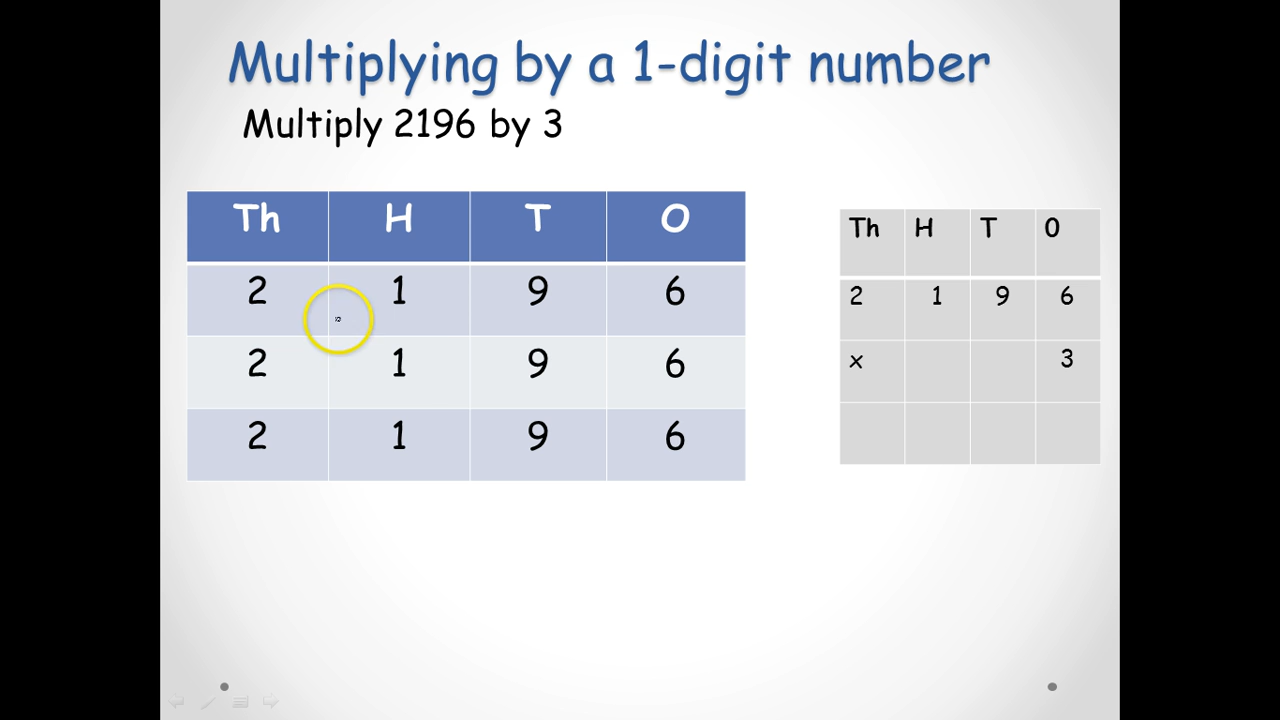 Multiplying by a 1-digit number
Multiply 2196 by 3
Th H T O
2 1 9 6
2 1 9 6
2 1 9 6
Th H T 0
2 1 9 6
x 3